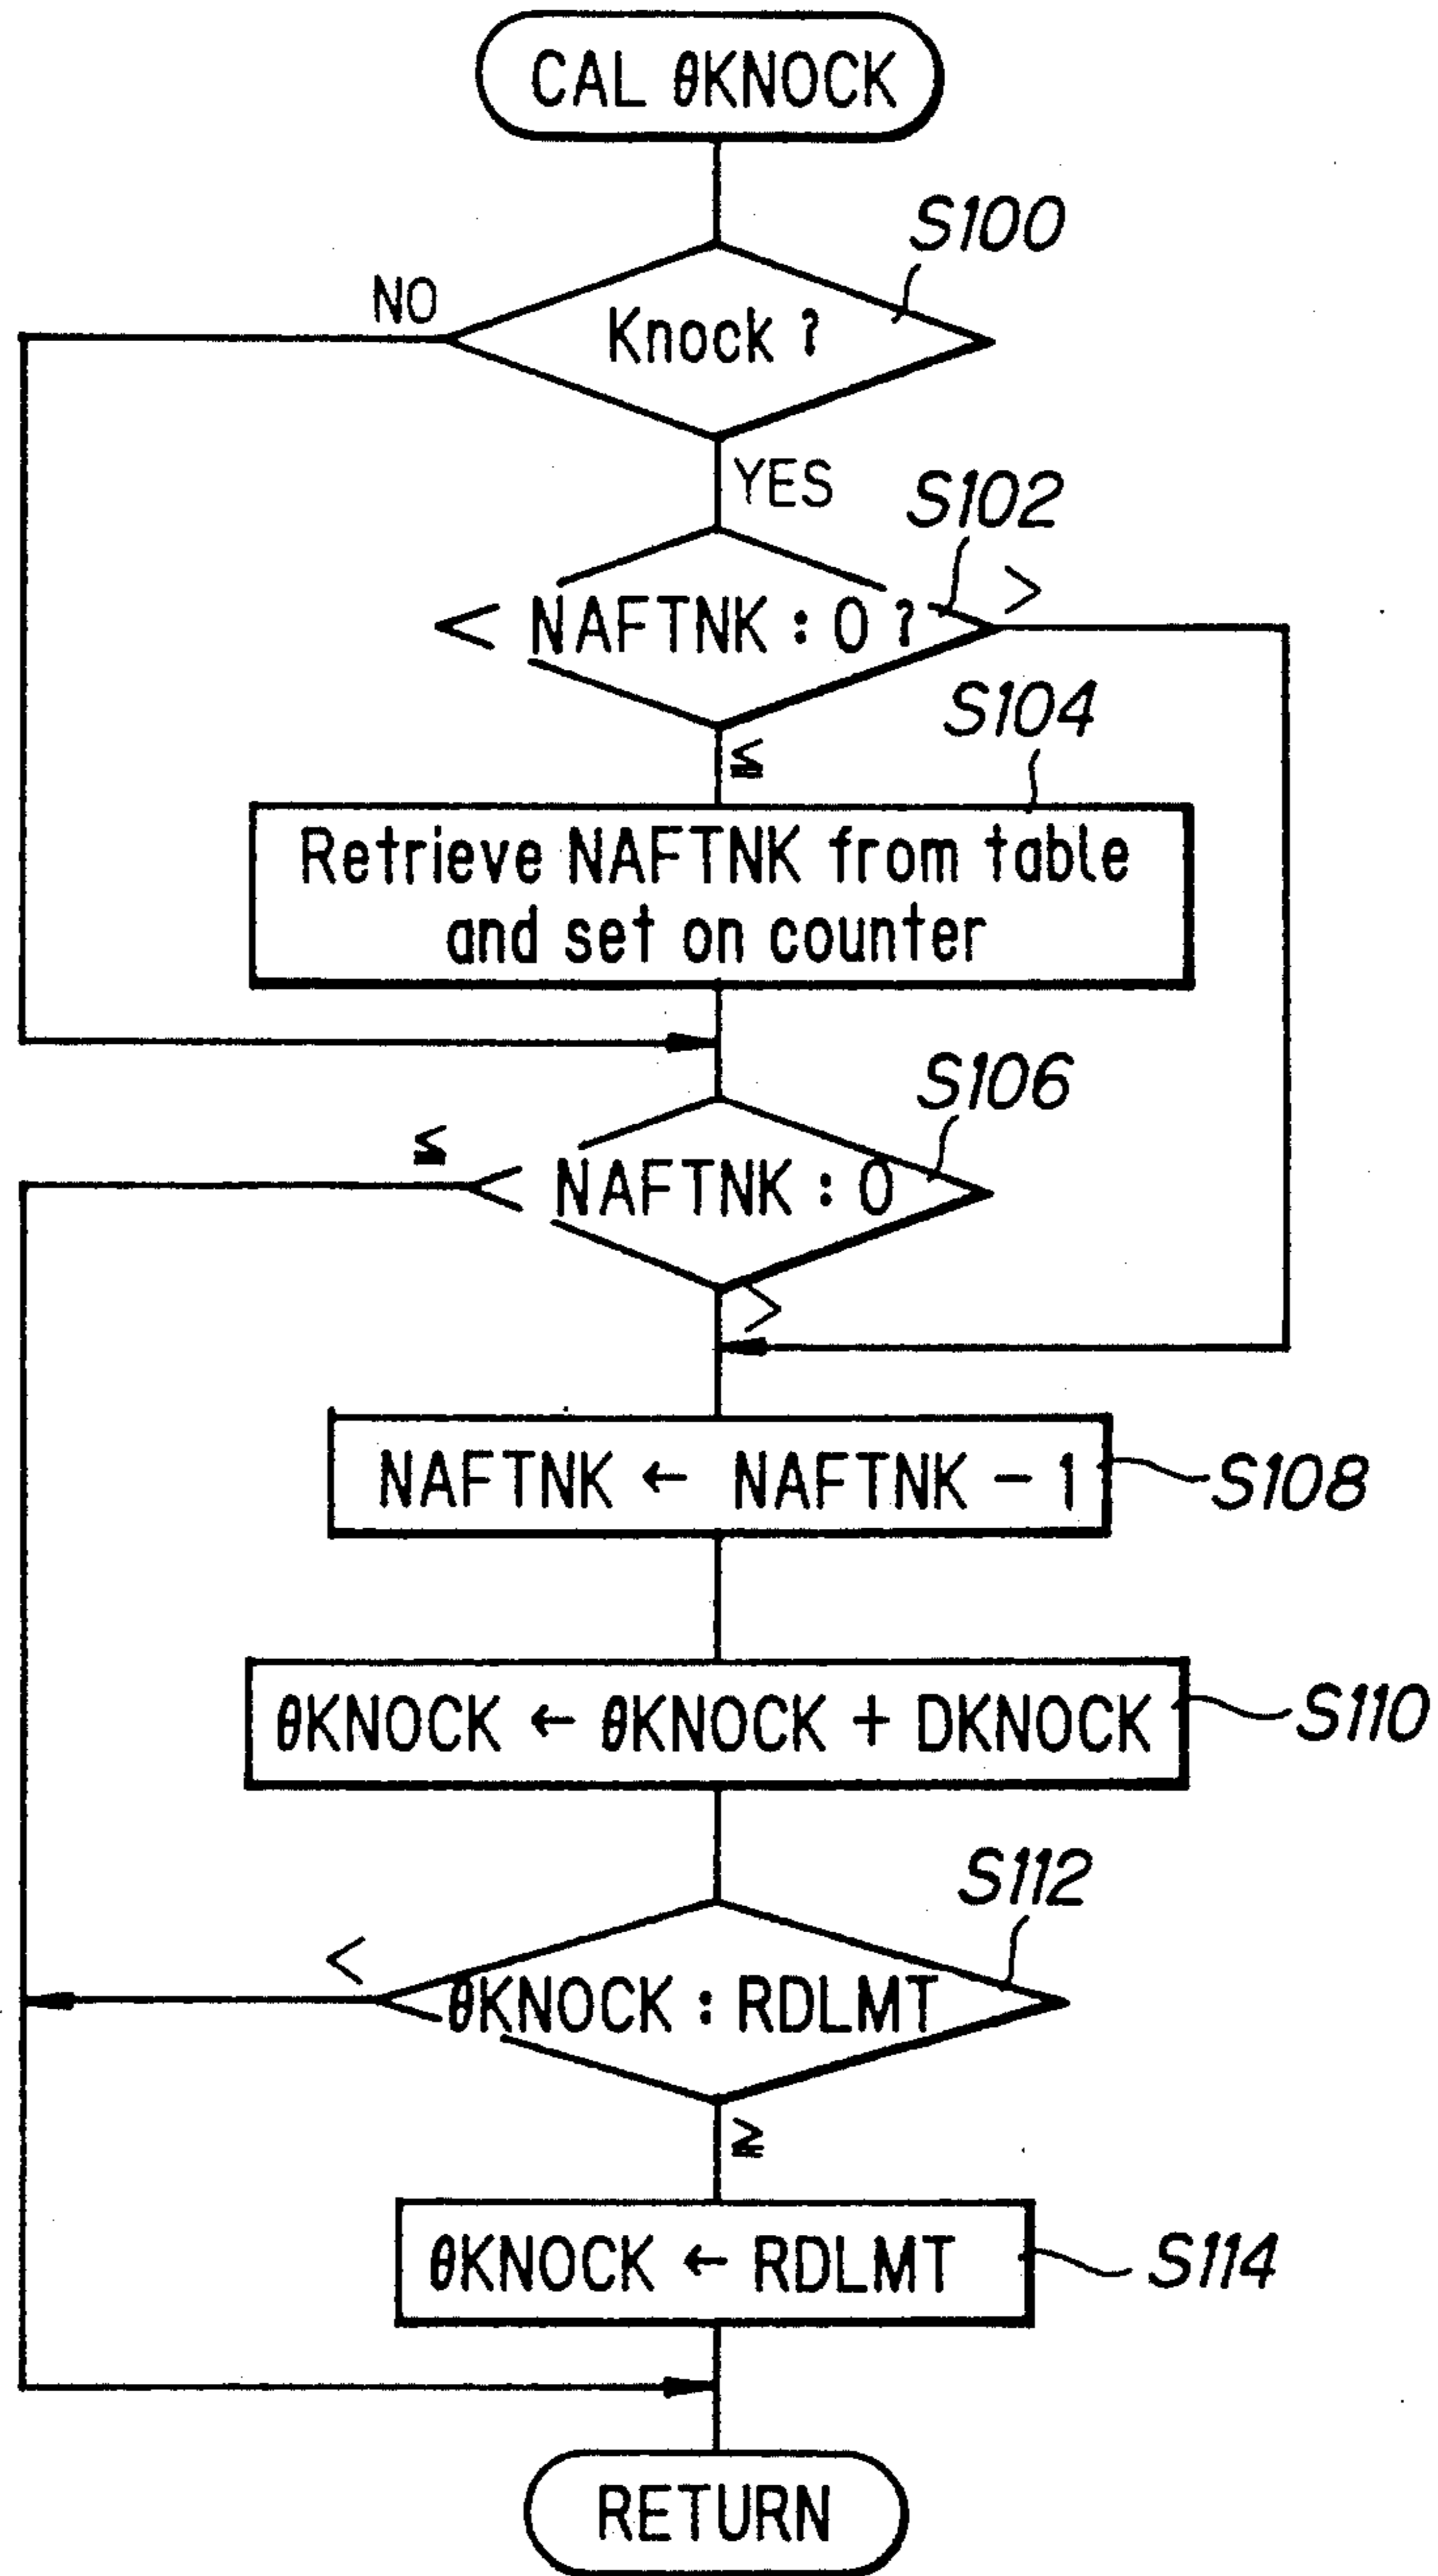 CAL θKNOCK
S100
NO
Knock ?
YES
S102
>
NAFTNK : 0 ?
≦
S104
Retrieve NAFTNK from table
and set on counter
S106
≦
NAFTNK : 0
>
NAFTNK ← NAFTNK - 1
S108
θKNOCK ← θKNOCK + DKNOCK
S110
S112
<
θKNOCK : RDLMT
≧
θKNOCK ← RDLMT
S114
RETURN